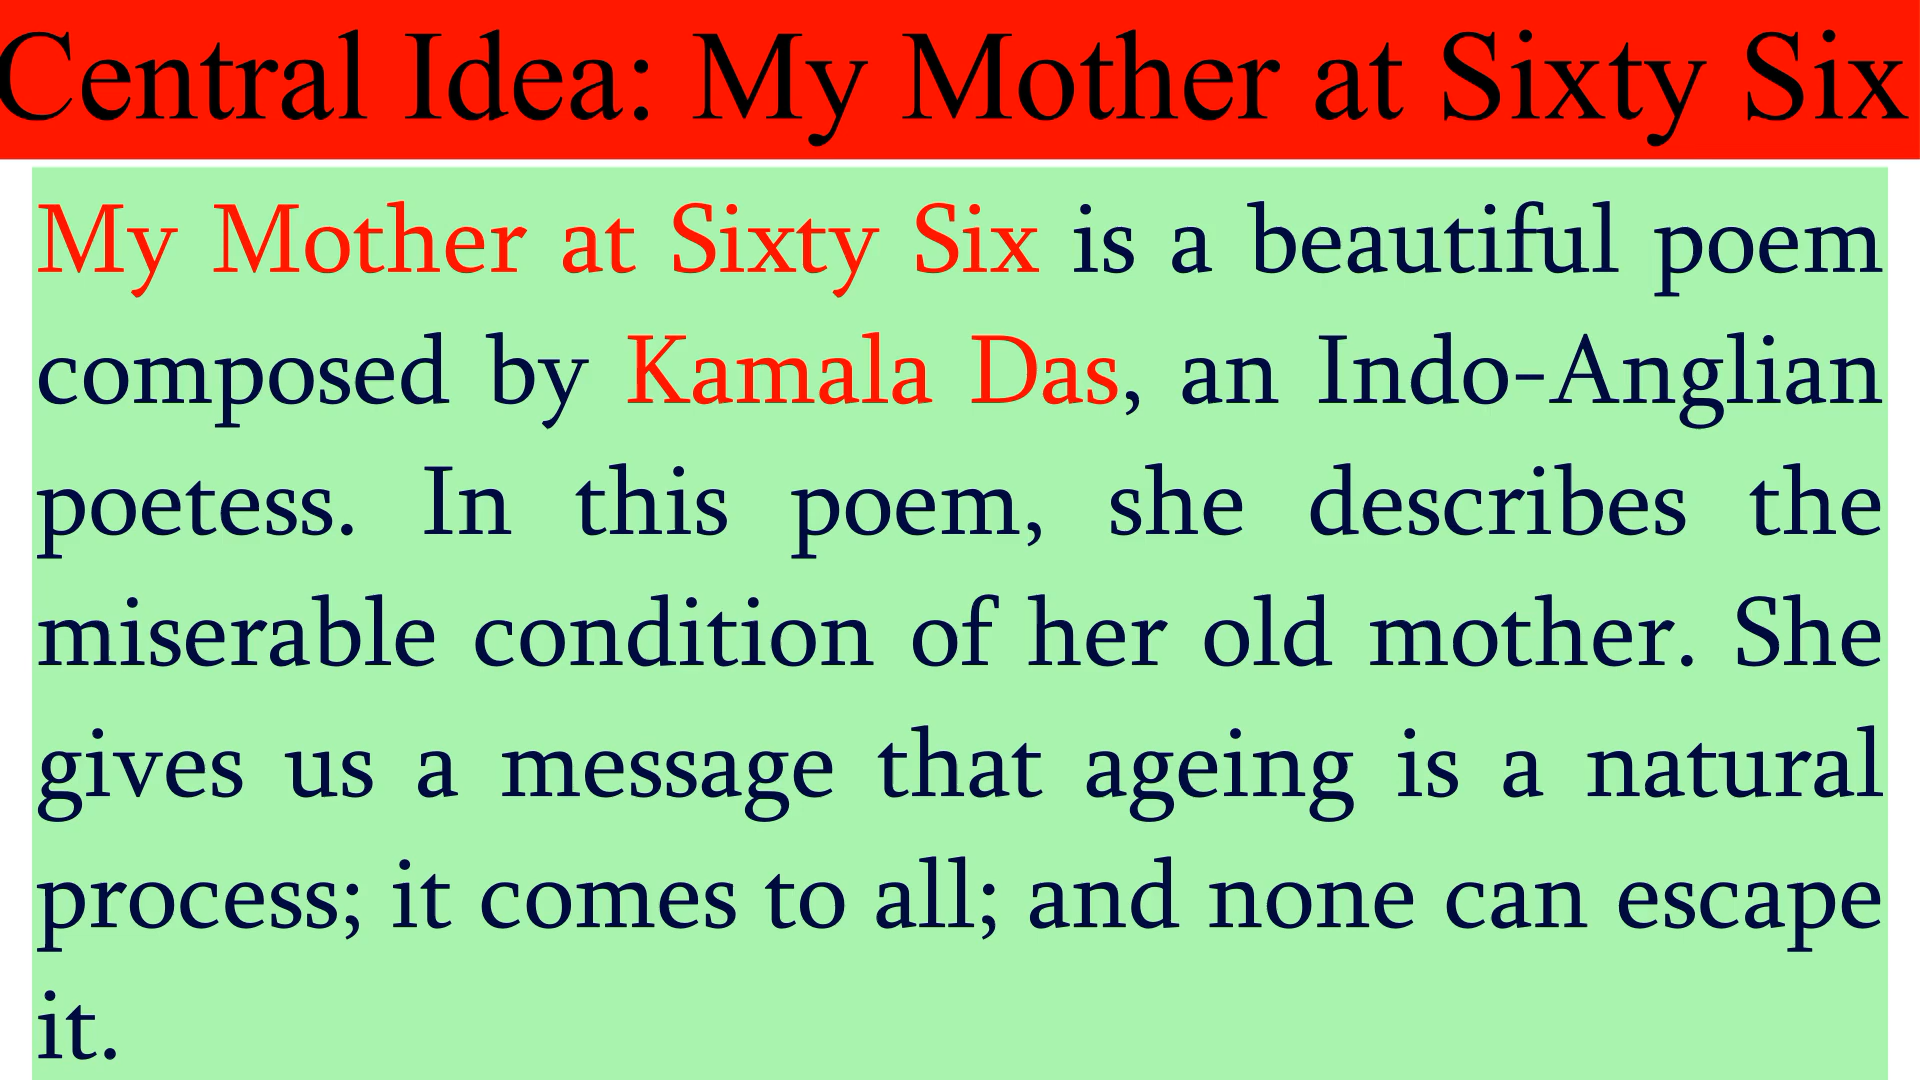 Central Idea: My Mother at Sixty Six
My Mother at Sixty Six is a beautiful poem
composed by Kamala Das, an Indo-Anglian
poetess. In this poem, she describes the
miserable condition of her old mother. She
gives us a message that ageing is a natural
process; it comes to all; and none can escape
it.